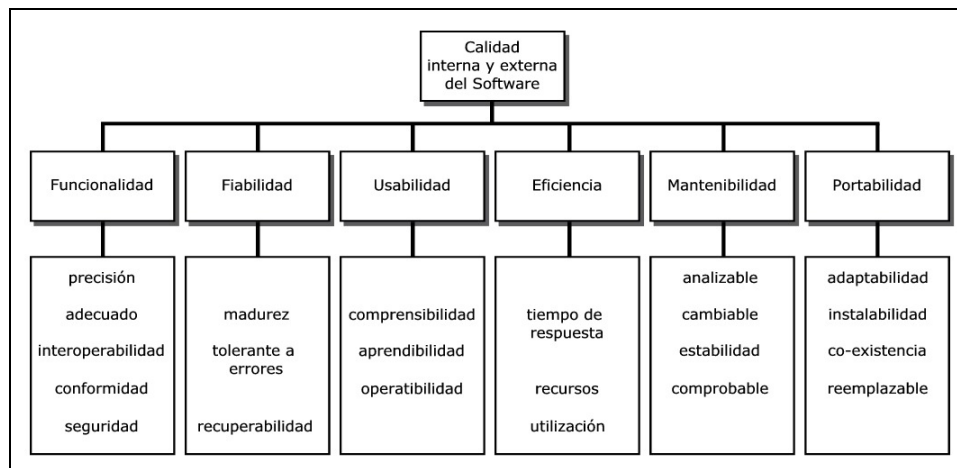 Calidad
interna y externa
del Software
Funcionalidad
Fiabilidad
Usabilidad
Eficiencia
Mantenibilidad
Portabilidad
precisión
adecuado
interoperabilidad
conformidad
seguridad
madurez
tolerante a
errores
recuperabilidad
comprensibilidad
aprendibilidad
operatibilidad
tiempo de
respuesta
recursos
utilización
analizable
cambiable
estabilidad
comprobable
adaptabilidad
instalabilidad
co-existencia
reemplazable